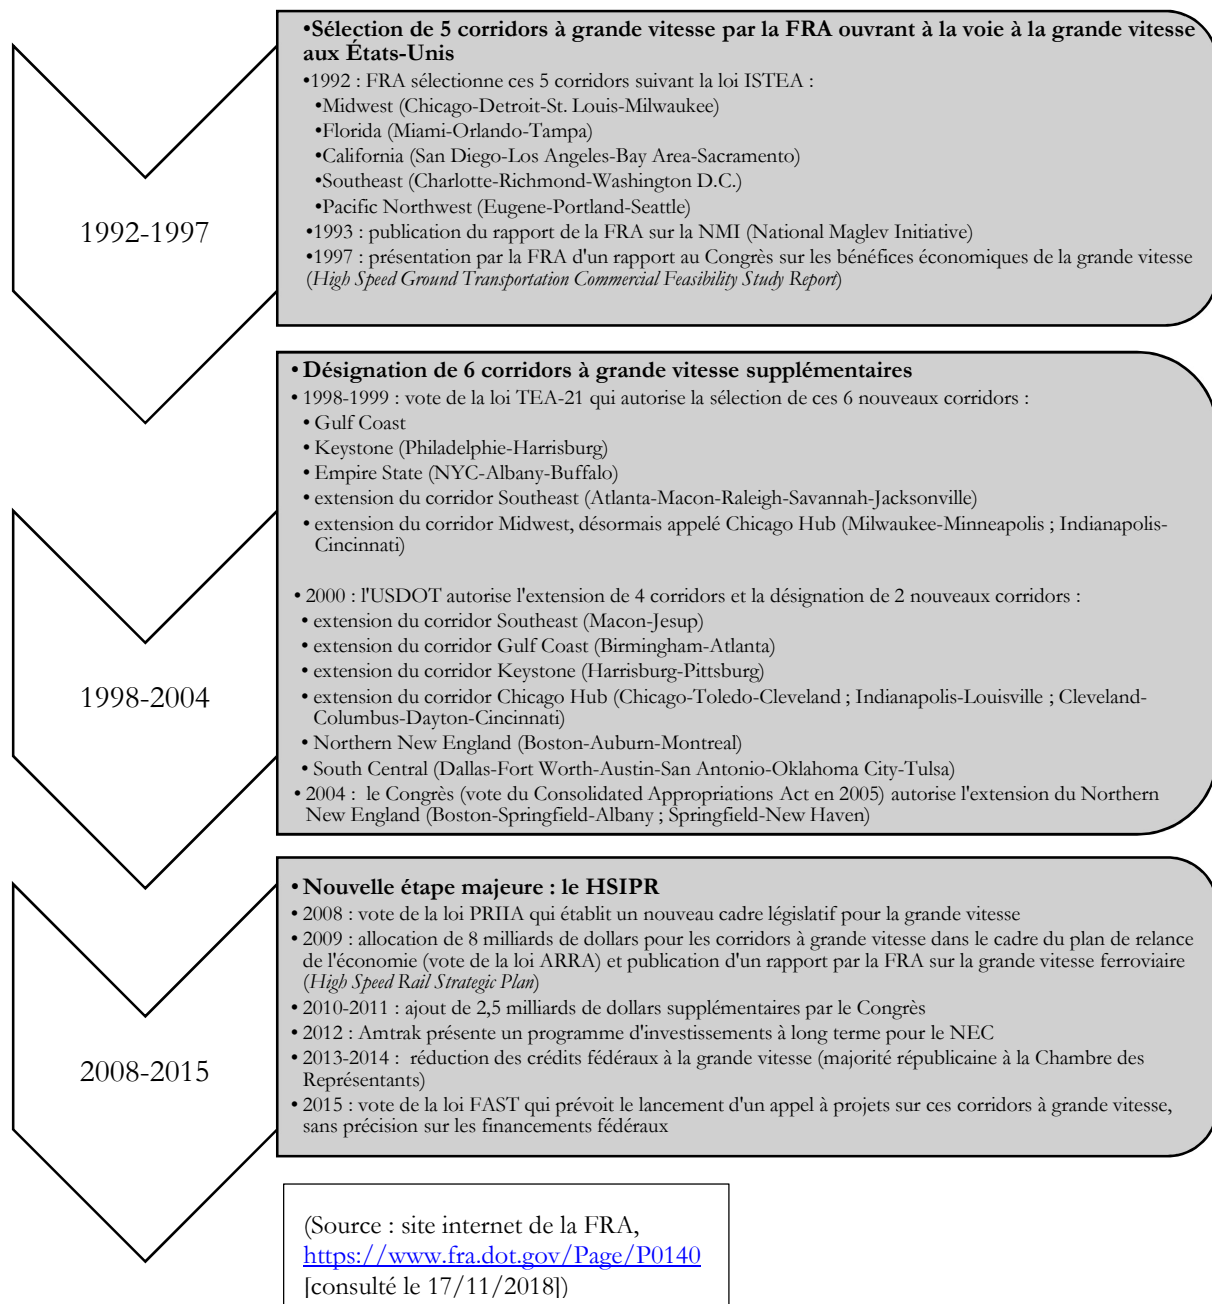 •Sélection de 5 corridors à grande vitesse par la FRA ouvrant à la voie à la grande vitesse
aux États-Unis
•1992 : FRA sélectionne ces 5 corridors suivant la loi ISTEA :
•Midwest (Chicago-Detroit-St. Louis-Milwaukee)
•Florida (Miami-Orlando-Tampa)
•California (San Diego-Los Angeles-Bay Area-Sacramento)
•Southeast (Charlotte-Richmond-Washington D.C.)
•Pacific Northwest (Eugene-Portland-Seattle)
•1993 : publication du rapport de la FRA sur la NMI (National Maglev Initiative)
•1997 : présentation par la FRA d'un rapport au Congrès sur les bénéfices économiques de la grande vitesse
(High Speed Ground Transportation Commercial Feasibility Study Report)
1992-1997
• Désignation de 6 corridors à grande vitesse supplémentaires
• 1998-1999 : vote de la loi TEA-21 qui autorise la sélection de ces 6 nouveaux corridors :
• Gulf Coast
• Keystone (Philadelphie-Harrisburg)
• Empire State (NYC-Albany-Buffalo)
• extension du corridor Southeast (Atlanta-Macon-Raleigh-Savannah-Jacksonville)
• extension du corridor Midwest, désormais appelé Chicago Hub (Milwaukee-Minneapolis ; Indianapolis-
Cincinnati)
• 2000 : l'USDOT autorise l'extension de 4 corridors et la désignation de 2 nouveaux corridors :
• extension du corridor Southeast (Macon-Jesup)
• extension du corridor Gulf Coast (Birmingham-Atlanta)
• extension du corridor Keystone (Harrisburg-Pittsburg)
• extension du corridor Chicago Hub (Chicago-Toledo-Cleveland ; Indianapolis-Louisville ; Cleveland-
Columbus-Dayton-Cincinnati)
• Northern New England (Boston-Auburn-Montreal)
• South Central (Dallas-Fort Worth-Austin-San Antonio-Oklahoma City-Tulsa)
• 2004 : le Congrès (vote du Consolidated Appropriations Act en 2005) autorise l'extension du Northern
New England (Boston-Springfield-Albany ; Springfield-New Haven)
1998-2004
• Nouvelle étape majeure : le HSIPR
• 2008 : vote de la loi PRIIA qui établit un nouveau cadre législatif pour la grande vitesse
• 2009 : allocation de 8 milliards de dollars pour les corridors à grande vitesse dans le cadre du plan de relance
de l'économie (vote de la loi ARRA) et publication d'un rapport par la FRA sur la grande vitesse ferroviaire
(High Speed Rail Strategic Plan)
• 2010-2011 : ajout de 2,5 milliards de dollars supplémentaires par le Congrès
• 2012 : Amtrak présente un programme d'investissements à long terme pour le NEC
• 2013-2014 : réduction des crédits fédéraux à la grande vitesse (majorité républicaine à la Chambre des
Représentants)
• 2015 : vote de la loi FAST qui prévoit le lancement d'un appel à projets sur ces corridors à grande vitesse,
sans précision sur les financements fédéraux
2008-2015
(Source : site internet de la FRA,
https://www.fra.dot.gov/Page/P0140
[consulté le 17/11/2018])